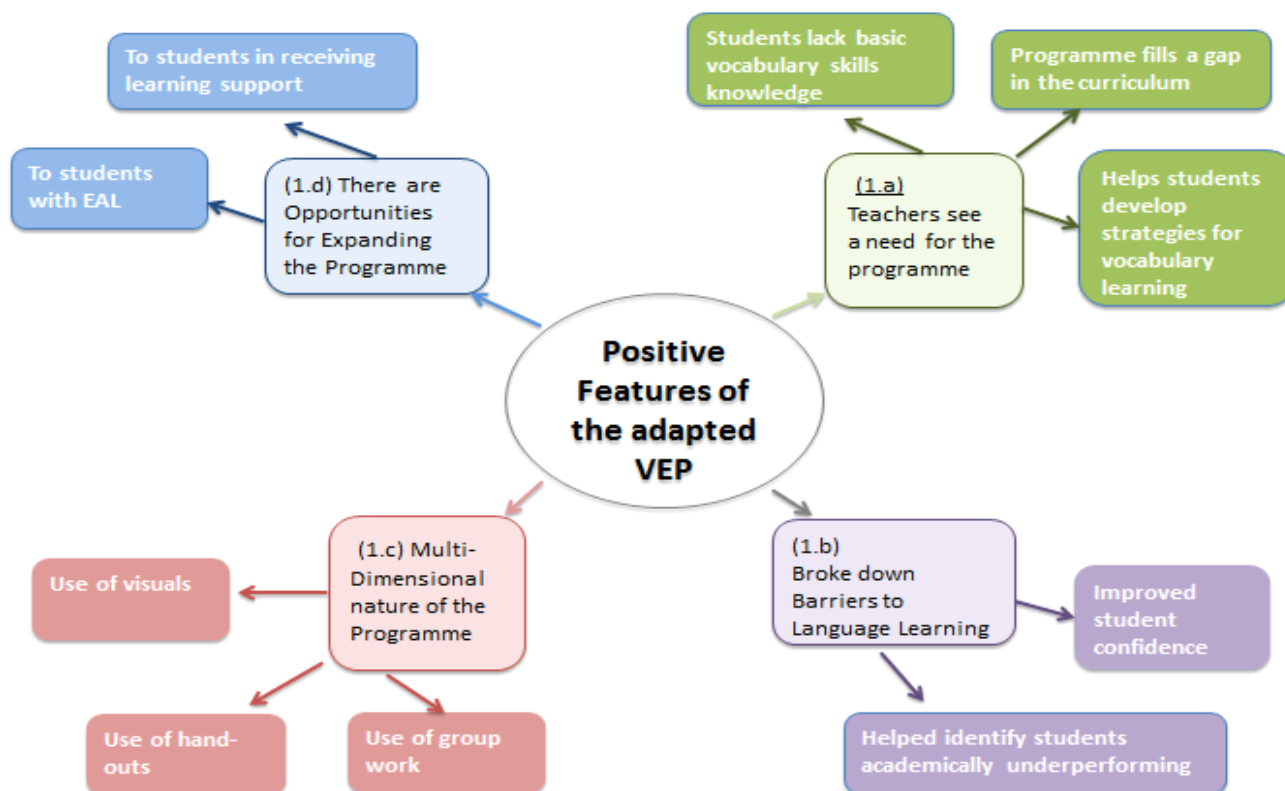 To students in receiving
learning support
To students
with EAL
(1.d) There are
Opportunities
for Expanding
the Programme
Students lack basic
vocabulary skills
knowledge
Programme fills a gap
in the curriculum
(1.a)
Teachers see
a need for the
programme
Helps students
develop
strategies for
vocabulary
learning
Positive
Features of
the adapted
VEP
(1.c) Multi-
Dimensional
nature of the
Programme
Use of visuals
Use of hand-
outs
Use of group
work
(1.b)
Broke down
Barriers to
Language Learning
Improved
student
confidence
Helped identify students
academically underperforming